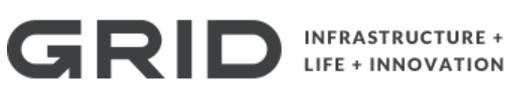 GRID
INFRASTRUCTURE +
LIFE + INNOVATION